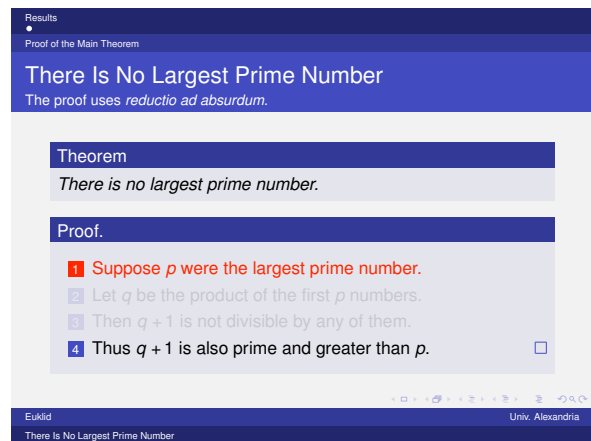 Results
Proof of the Main Theorem
There Is No Largest Prime Number
The proof uses reductio ad absurdum.
Theorem
There is no largest prime number.
Proof.
1 Suppose p were the largest prime number.
2 Let q be the product of the first p numbers.
3 Then q + 1 is not divisible by any of them.
4 Thus q + 1 is also prime and greater than p.
Euklid Univ. Alexandria
There Is No Largest Prime Number